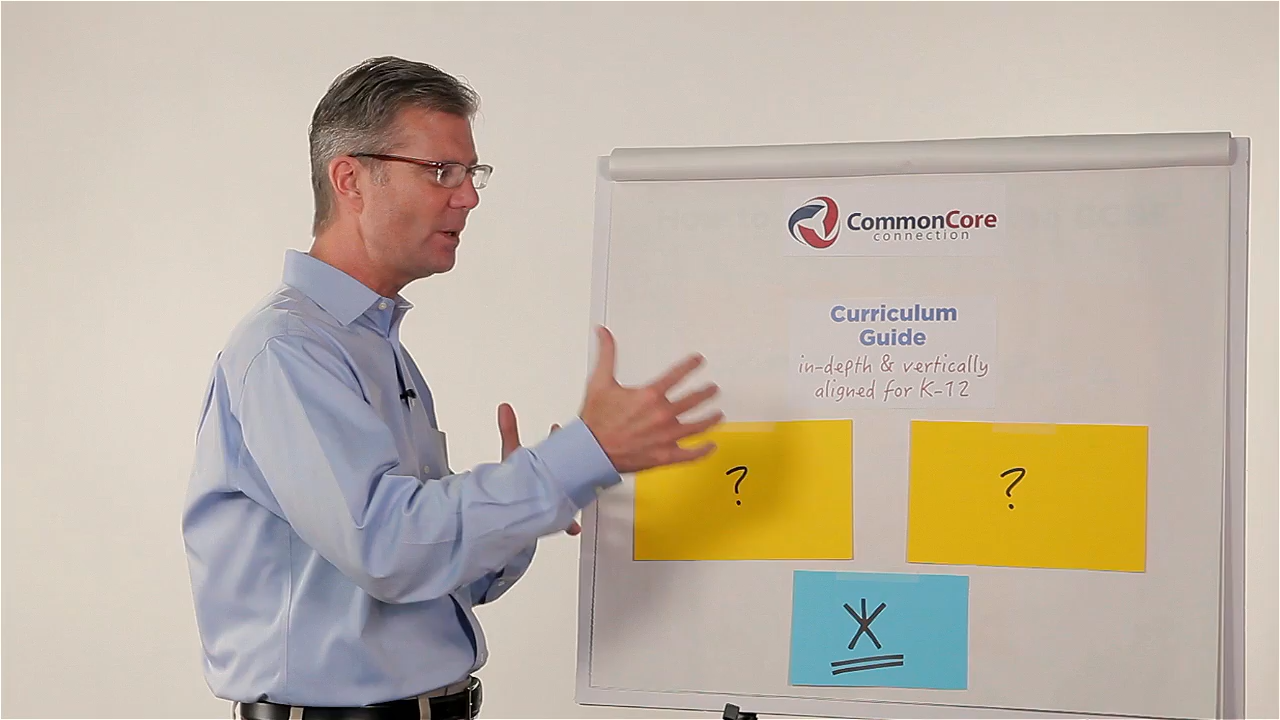 CommonCore
connection
Curriculum
Guide
in-depth & vertically
aligned for K-12
? ?